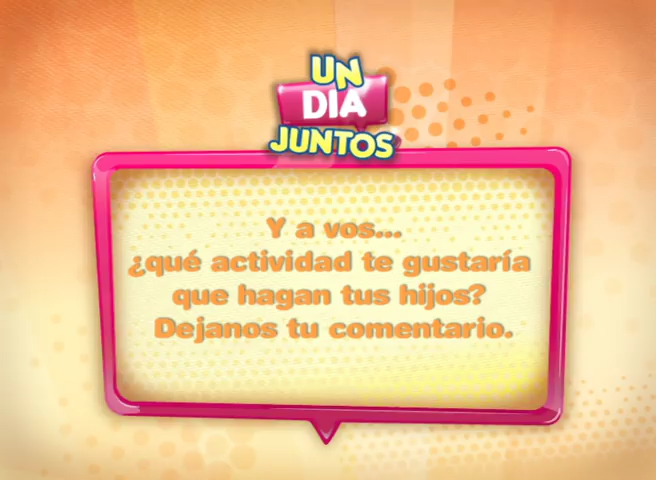 UN
DIA
JUNTOS
Y a vos...
¿qué actividad te gustaría
que hagan tus hijos?
Dejanos tu comentario.